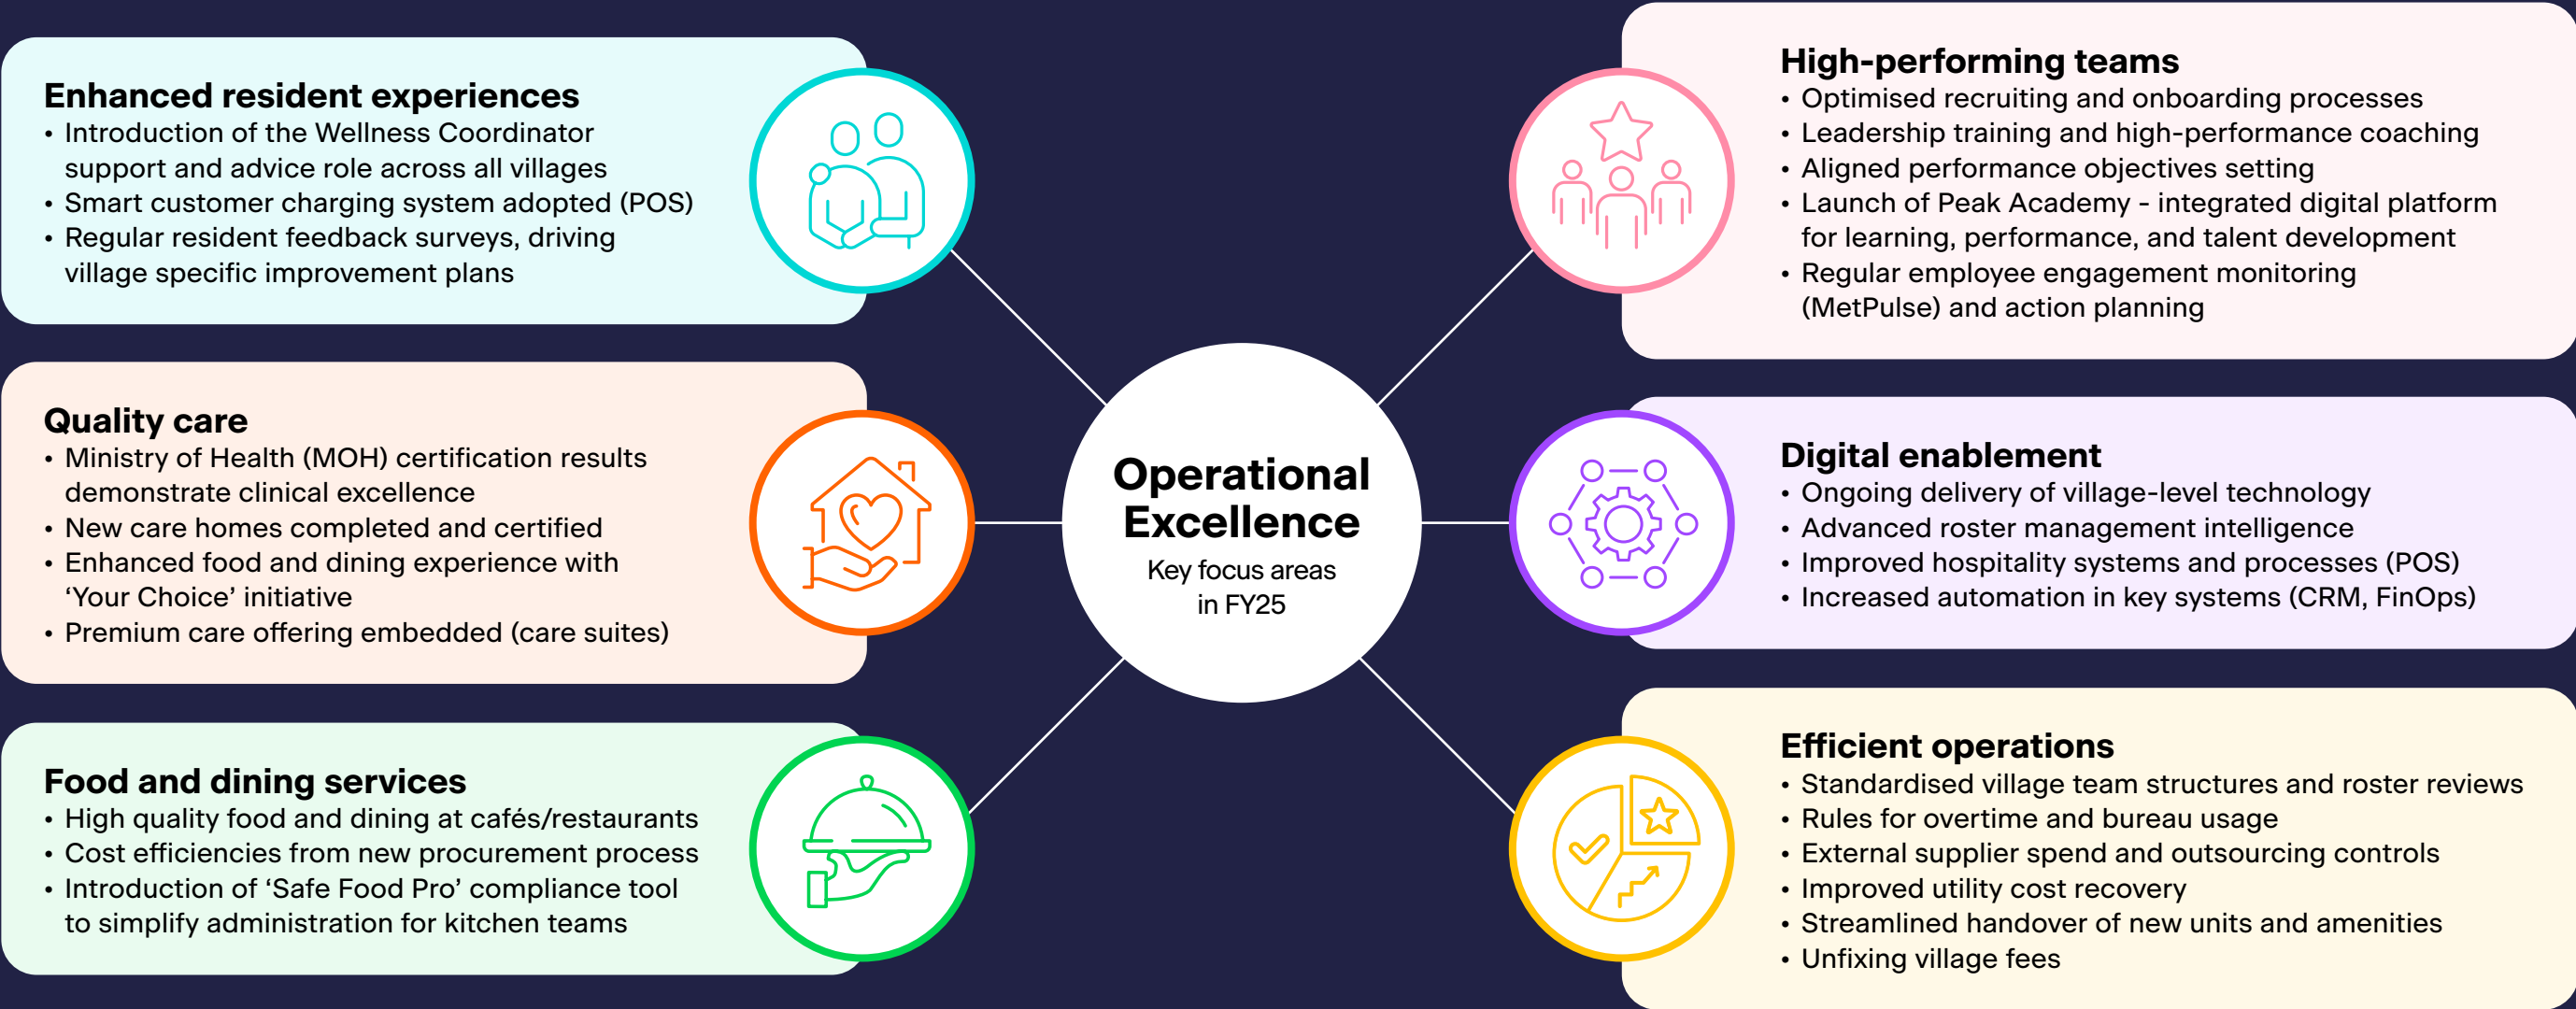 Enhanced resident experiences
• Introduction of the Wellness Coordinator
support and advice role across all villages
• Smart customer charging system adopted (POS)
• Regular resident feedback surveys, driving
village specific improvement plans
Quality care
• Ministry of Health (MOH) certification results
demonstrate clinical excellence
• New care homes completed and certified
• Enhanced food and dining experience with
‘Your Choice’ initiative
• Premium care offering embedded (care suites)
Food and dining services
• High quality food and dining at cafés/restaurants
• Cost efficiencies from new procurement process
• Introduction of ‘Safe Food Pro’ compliance tool
to simplify administration for kitchen teams
Operational
Excellence
Key focus areas
in FY25
High-performing teams
• Optimised recruiting and onboarding processes
• Leadership training and high-performance coaching
• Aligned performance objectives setting
• Launch of Peak Academy - integrated digital platform
for learning, performance, and talent development
• Regular employee engagement monitoring
(MetPulse) and action planning
Digital enablement
• Ongoing delivery of village-level technology
• Advanced roster management intelligence
• Improved hospitality systems and processes (POS)
• Increased automation in key systems (CRM, FinOps)
Efficient operations
• Standardised village team structures and roster reviews
• Rules for overtime and bureau usage
• External supplier spend and outsourcing controls
• Improved utility cost recovery
• Streamlined handover of new units and amenities
• Unfixing village fees